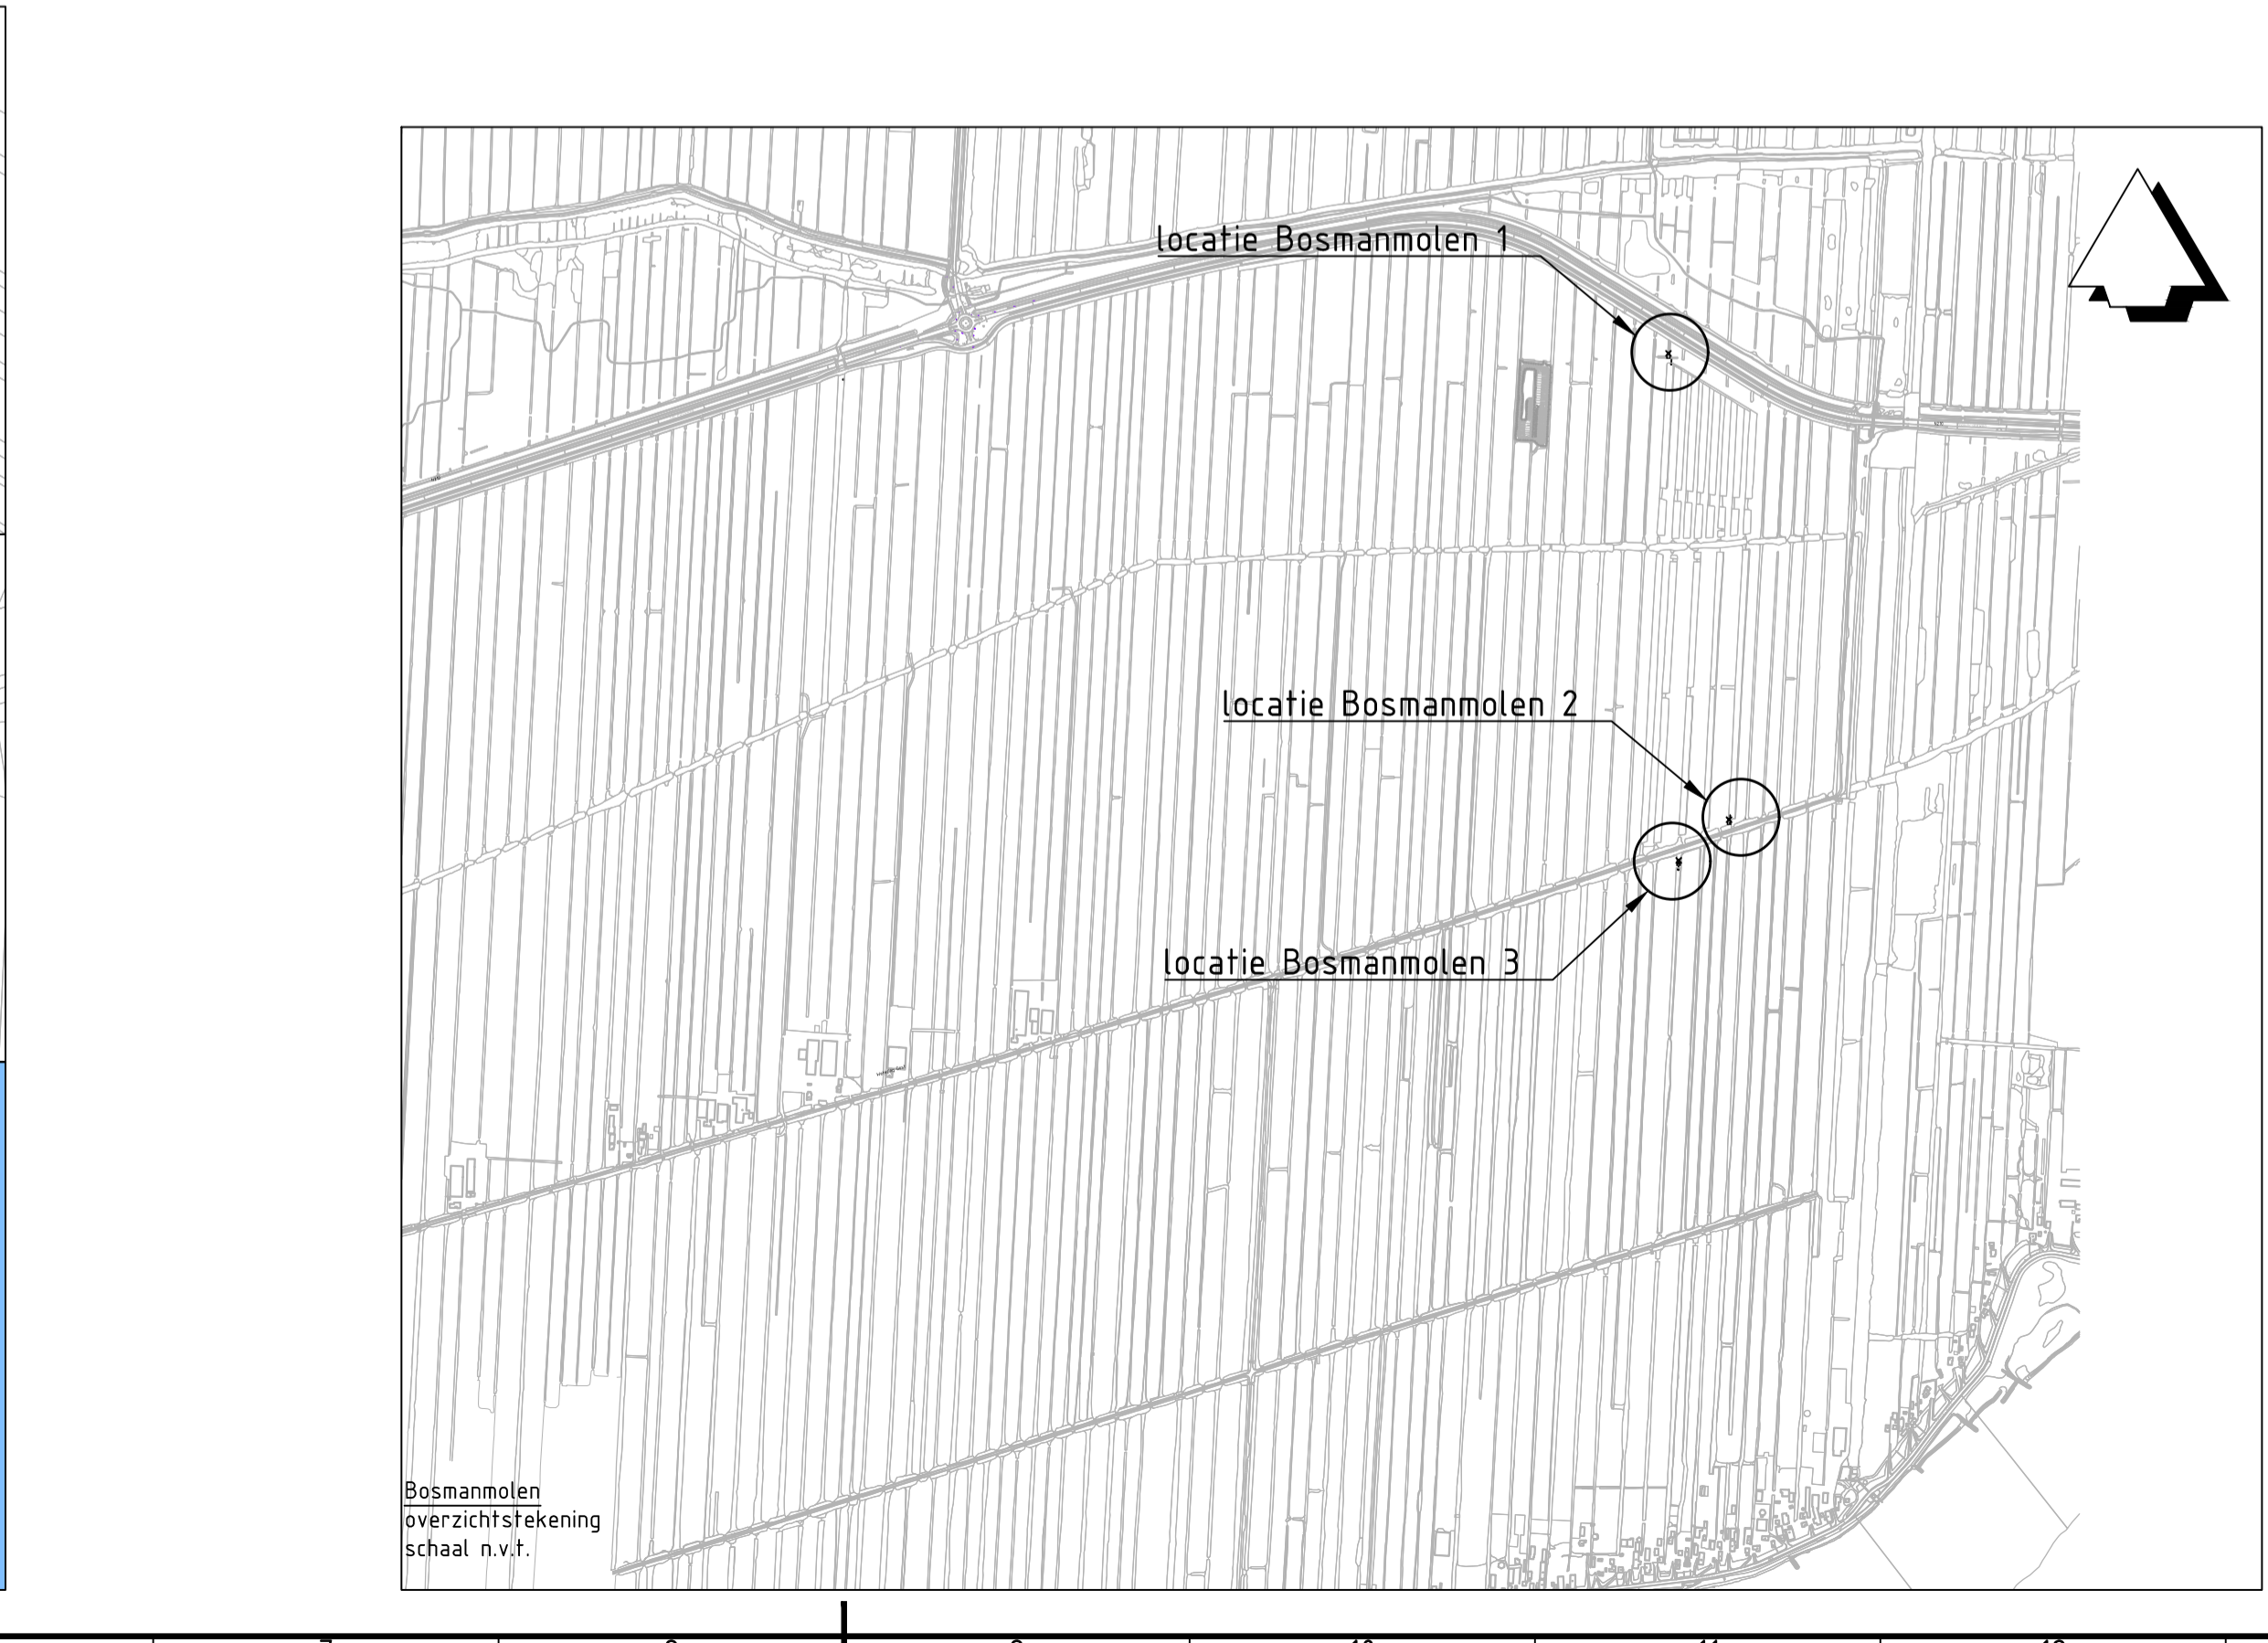 locatie Bosmanmolen 1
locatie Bosmanmolen 2
locatie Bosmanmolen 3
Bosmanmolen
overzichtstekening
schaal n.v.t.